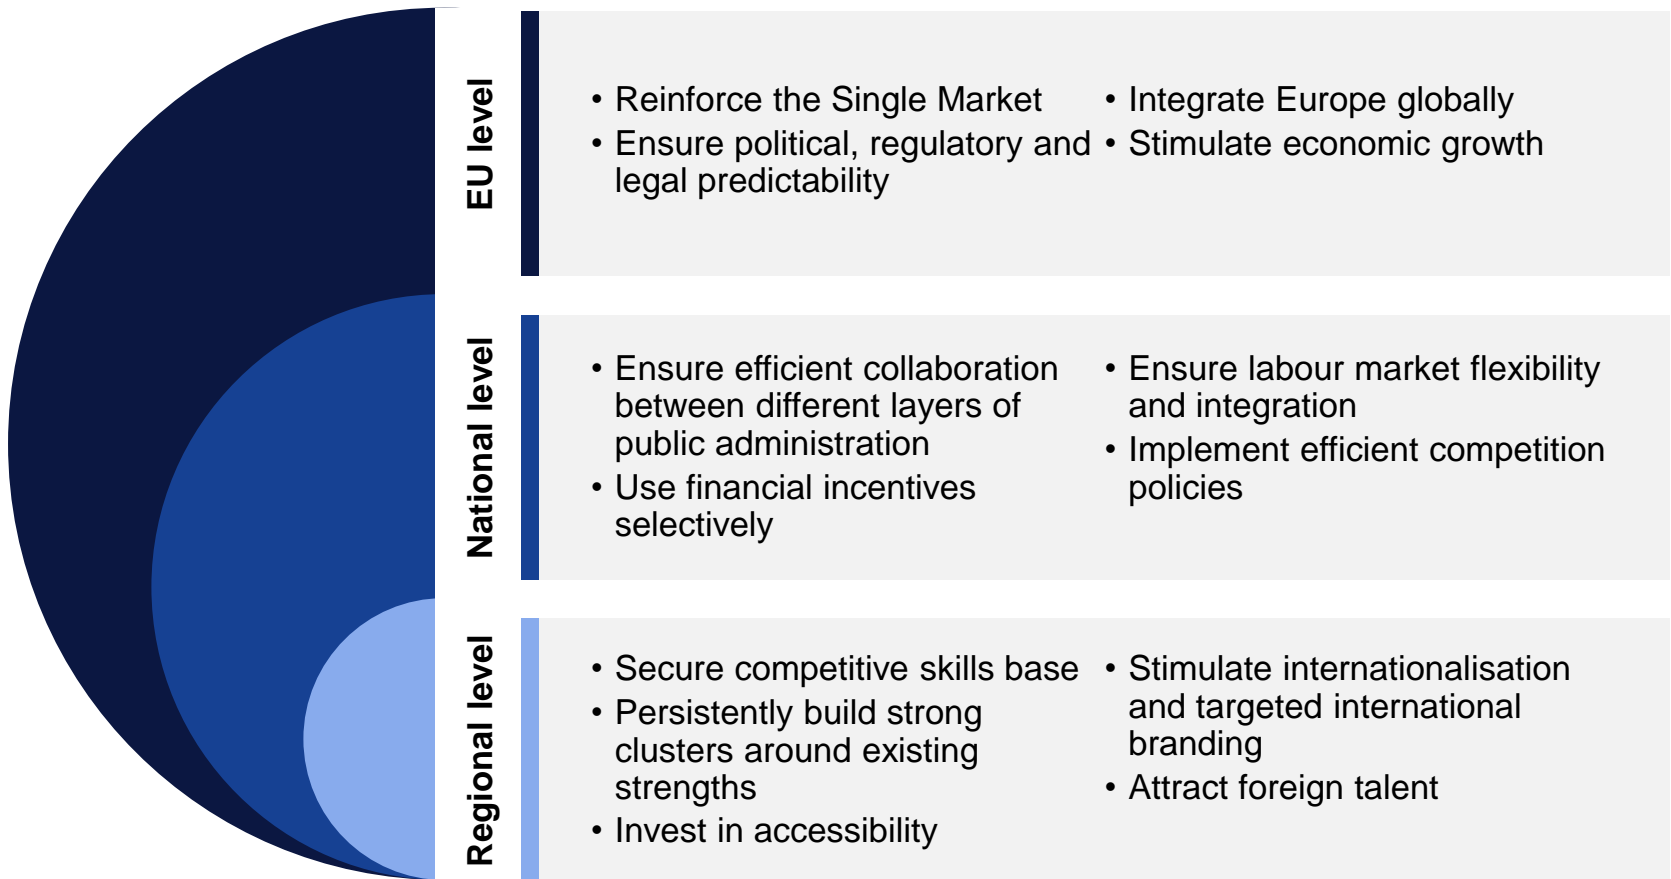 EU level
• Reinforce the Single Market
• Ensure political, regulatory and
legal predictability
• Integrate Europe globally
• Stimulate economic growth
National level
• Ensure efficient collaboration
between different layers of
public administration
• Use financial incentives
selectively
• Ensure labour market flexibility
and integration
• Implement efficient competition
policies
Regional level
• Secure competitive skills base
• Persistently build strong
clusters around existing
strengths
• Invest in accessibility
• Stimulate internationalisation
and targeted international
branding
• Attract foreign talent